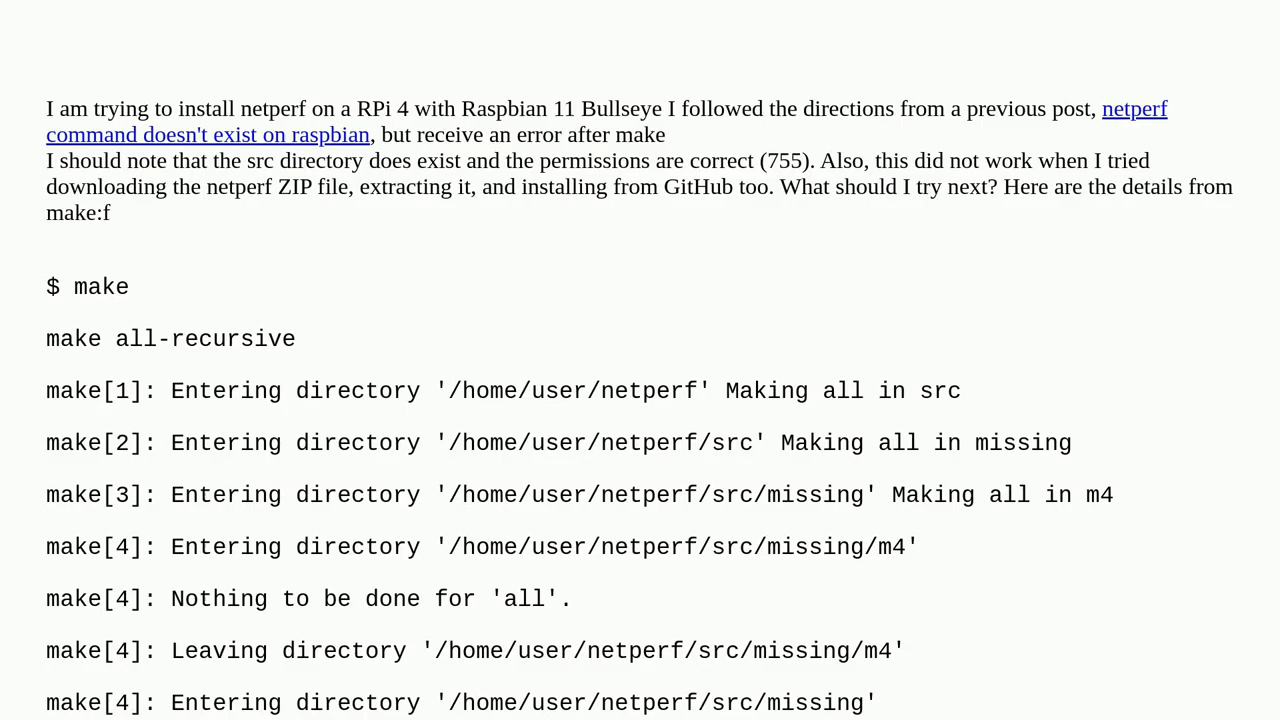 I am trying to install netperf on a RPi 4 with Raspbian 11 Bullseye I followed the directions from a previous post, netperf
command doesn't exist on raspbian, but receive an error after make
I should note that the src directory does exist and the permissions are correct (755). Also, this did not work when I tried
downloading the netperf ZIP file, extracting it, and installing from GitHub too. What should I try next? Here are the details from
make:f
$ make
make all-recursive
make[1]: Entering directory '/home/user/netperf' Making all in src
make[2]: Entering directory '/home/user/netperf/src' Making all in missing
make[3]: Entering directory '/home/user/netperf/src/missing' Making all in m4
make[4]: Entering directory '/home/user/netperf/src/missing/m4'
make[4]: Nothing to be done for 'all'.
make[4]: Leaving directory '/home/user/netperf/src/missing/m4'
make[4]: Entering directory '/home/user/netperf/src/missing'